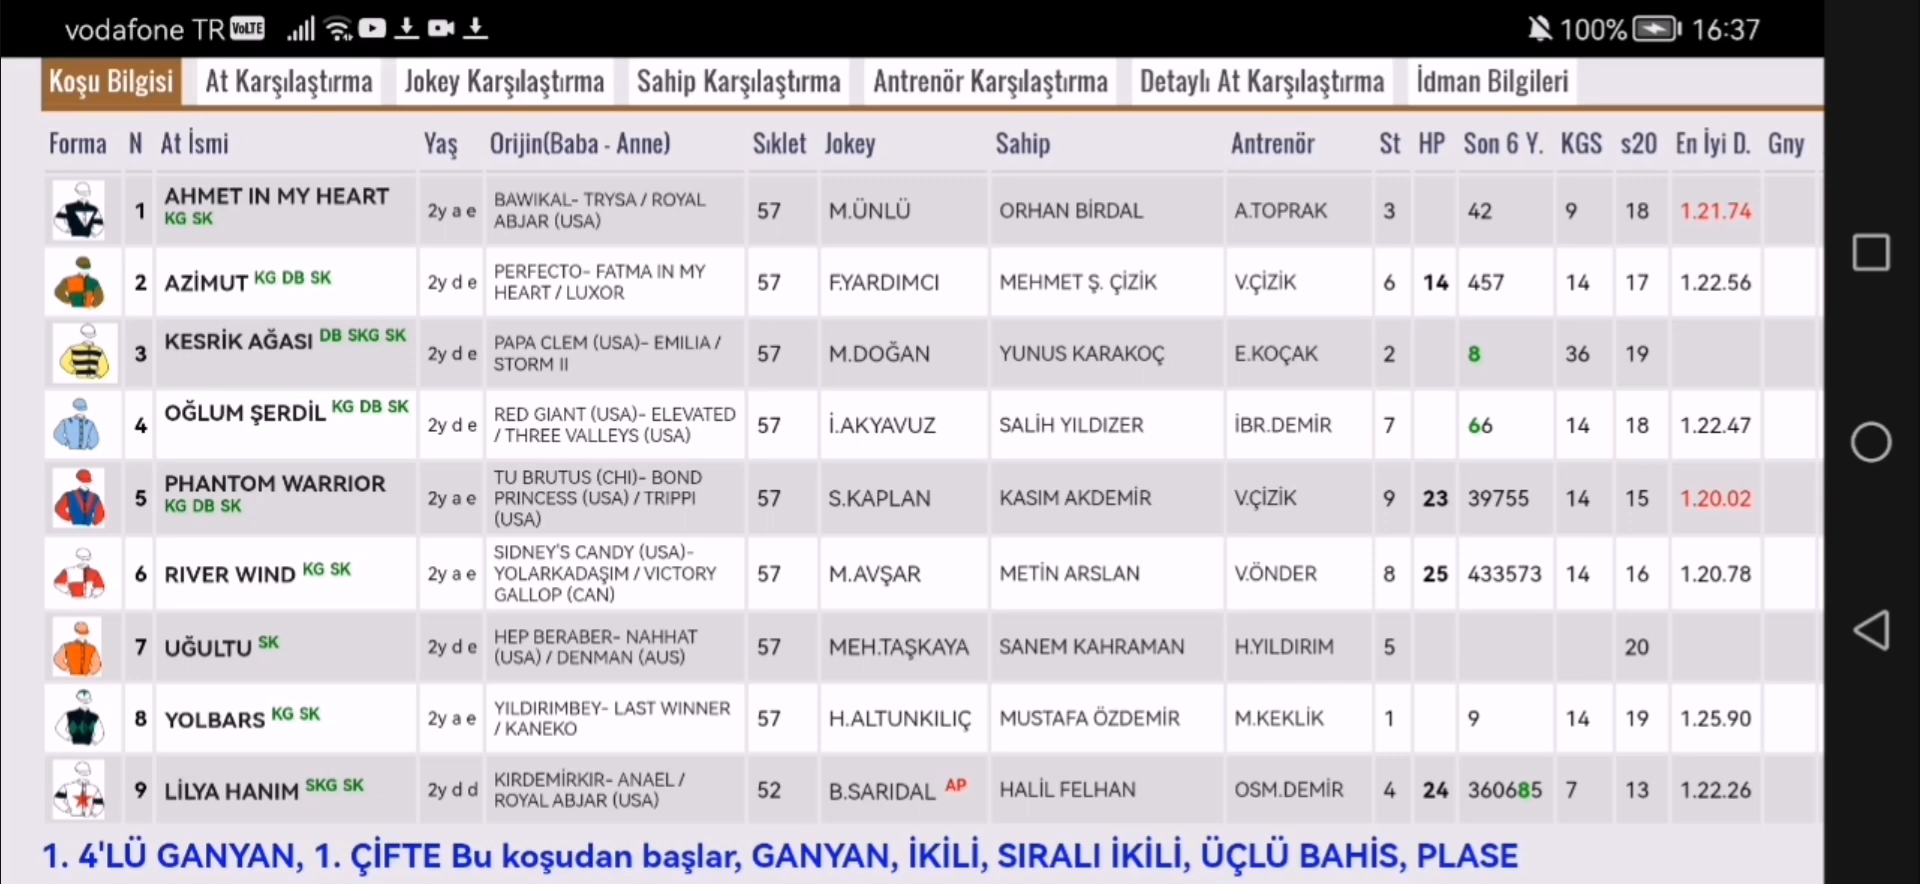 vodafone TR VoLTE 100% 16:37
Koşu Bilgisi At Karşılaştırma Jokey Karşılaştırma Sahip Karşılaştırma Antrenör Karşılaştırma Detaylı At Karşılaştırma İdman Bilgileri
Forma N At İsmi Yaş Orijin(Baba - Anne) Sıklet Jokey Sahip Antrenör St HP Son 6 Y. KGS s20 En İyi D. Gny
1 AHMET IN MY HEART KG SK 2y a e BAWIKAL- TRYSA / ROYAL ABJAR (USA) 57 M.ÜNLÜ ORHAN BİRDAL A.TOPRAK 3 42 9 18 1.21.74
2 AZİMUT KG DB SK 2y d e PERFECTO- FATMA IN MY HEART / LUXOR 57 F.YARDIMCI MEHMET Ş. ÇİZİK V.ÇİZİK 6 14 457 14 17 1.22.56
3 KESRİK AĞASI DB SKG SK 2y d e PAPA CLEM (USA)- EMILIA / STORM II 57 M.DOĞAN YUNUS KARAKOÇ E.KOÇAK 2 8 36 19
4 OĞLUM ŞERDİL KG DB SK 2y d e RED GIANT (USA)- ELEVATED / THREE VALLEYS (USA) 57 İ.AKYAVUZ SALİH YILDIZER İBR.DEMİR 7 66 14 18 1.22.47
5 PHANTOM WARRIOR KG DB SK 2y a e TU BRUTUS (CHI)- BOND PRINCESS (USA) / TRIPPI (USA) 57 S.KAPLAN KASIM AKDEMİR V.ÇİZİK 9 23 39755 14 15 1.20.02
6 RIVER WIND KG SK 2y a e SIDNEY'S CANDY (USA)- YOLARKADAŞIM / VICTORY GALLOP (CAN) 57 M.AVŞAR METİN ARSLAN V.ÖNDER 8 25 433573 14 16 1.20.78
7 UĞULTU SK 2y d e HEP BERABER- NAHHAT (USA) / DENMAN (AUS) 57 MEH.TAŞKAYA SANEM KAHRAMAN H.YILDIRIM 5 20
8 YOLBARS KG SK 2y a e YILDIRIMBEY- LAST WINNER / KANEKO 57 H.ALTUNKILIÇ MUSTAFA ÖZDEMİR M.KEKLİK 1 9 14 19 1.25.90
9 LİLYA HANIM SKG SK 2y d d KIRDEMİRKIR- ANAEL / ROYAL ABJAR (USA) 52 B.SARIDAL AP HALİL FELHAN OSM.DEMİR 4 24 360685 7 13 1.22.26
1. 4'LÜ GANYAN, 1. ÇİFTE Bu koşudan başlar, GANYAN, İKİLİ, SIRALI İKİLİ, ÜÇLÜ BAHİS, PLASE